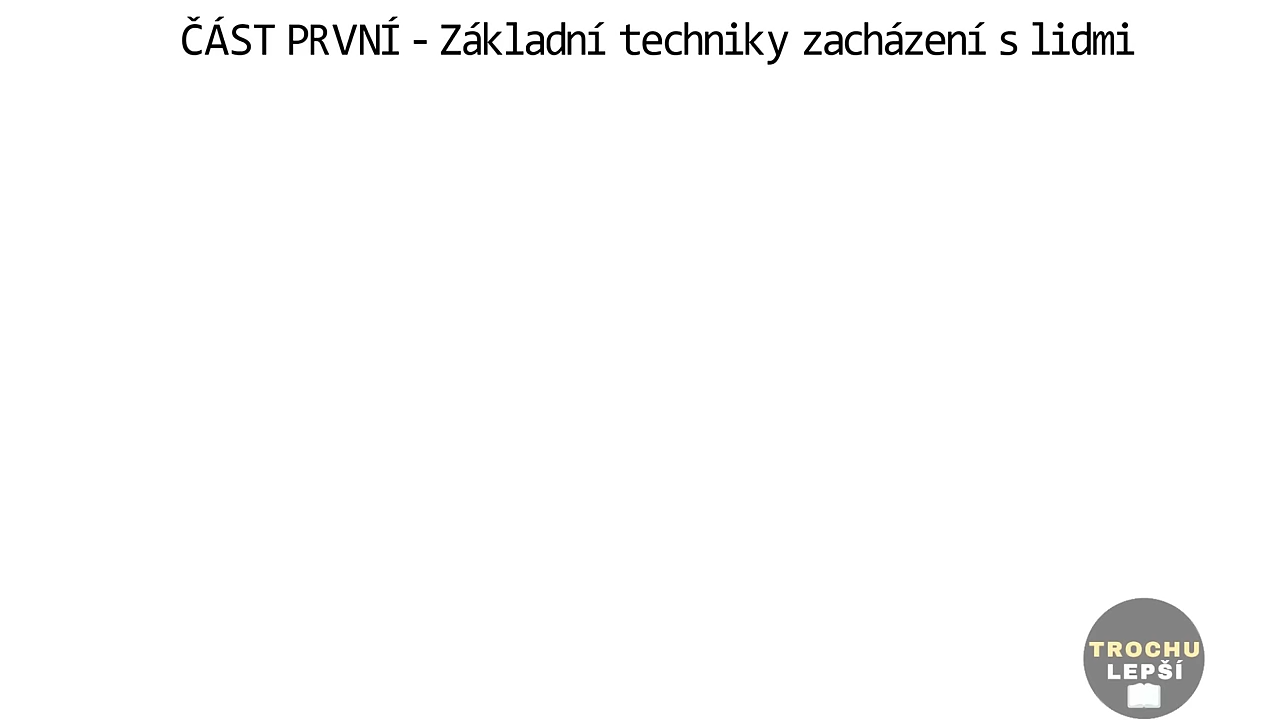 ČÁST PRVNÍ - Základní techniky zacházení s lidmi
TROCHU
LEPŠÍ